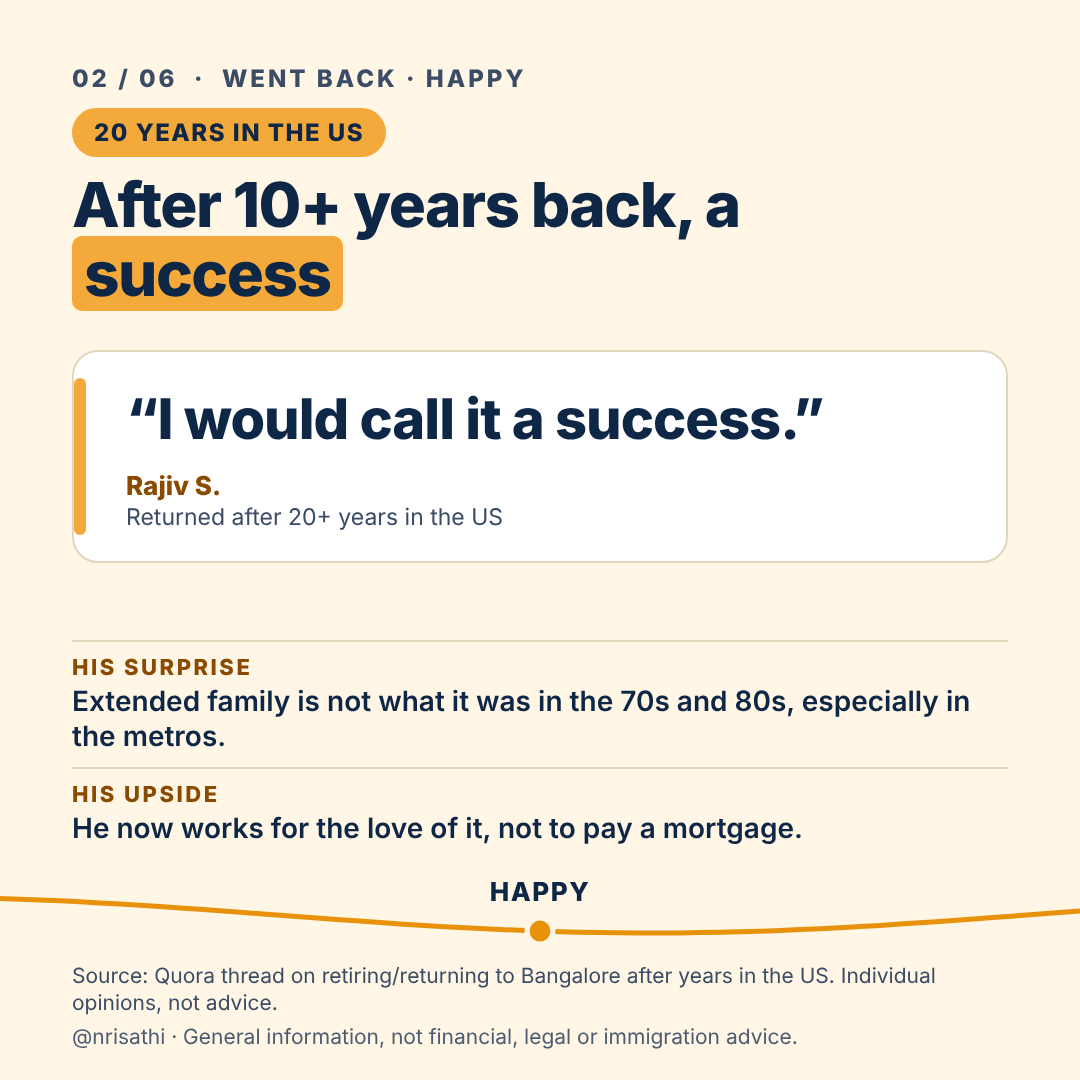 02 / 06 · WENT BACK · HAPPY
20 YEARS IN THE US
After 10+ years back, a
success
“I would call it a success.”
Rajiv S.
Returned after 20+ years in the US
HIS SURPRISE
Extended family is not what it was in the 70s and 80s, especially in
the metros.
HIS UPSIDE
He now works for the love of it, not to pay a mortgage.
HAPPY
Source: Quora thread on retiring/returning to Bangalore after years in the US. Individual
opinions, not advice.
@nrisathi · General information, not financial, legal or immigration advice.